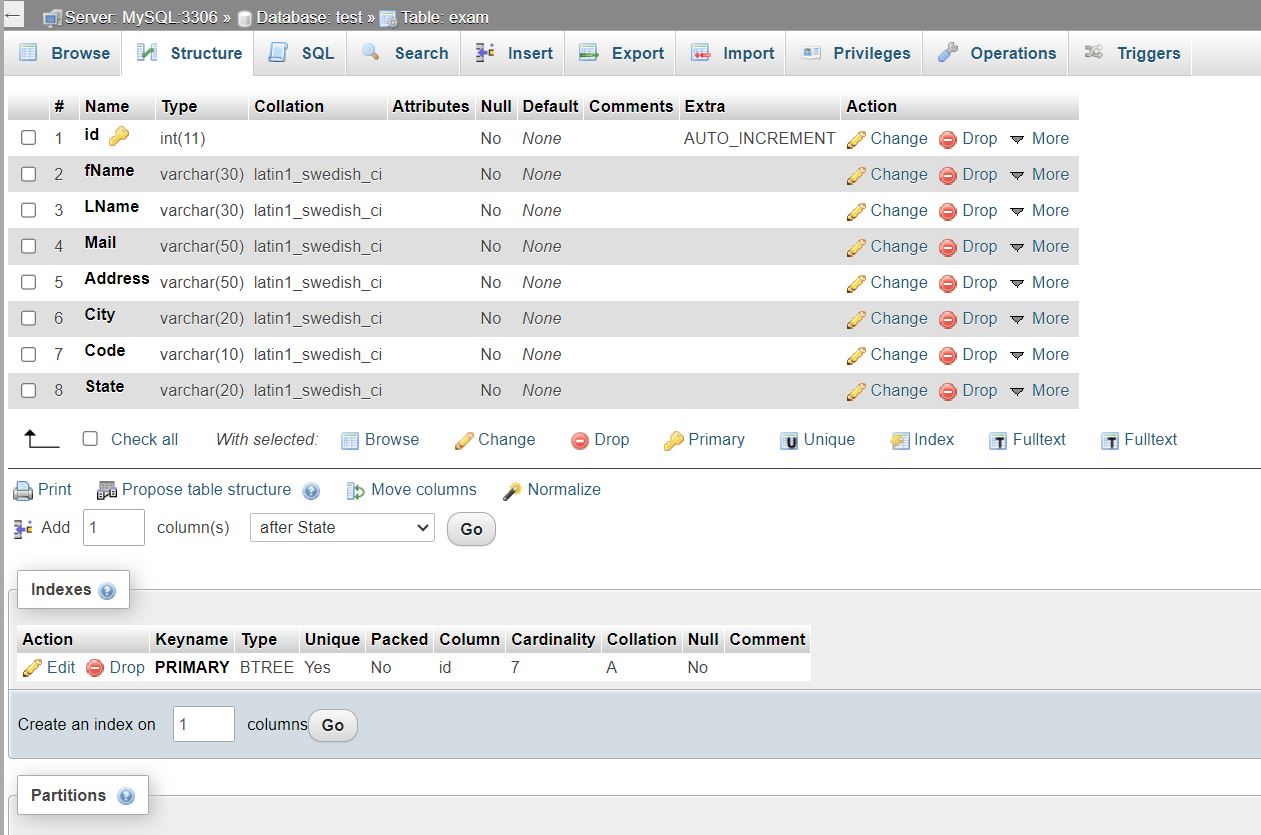 Server: MySQL:3306 » Database: test » Table: exam
Browse Structure SQL Search Insert Export Import Privileges Operations Triggers
# Name Type Collation Attributes Null Default Comments Extra Action
1 id int(11) No None AUTO_INCREMENT Change Drop More
2 fName varchar(30) latin1_swedish_ci No None Change Drop More
3 LName varchar(30) latin1_swedish_ci No None Change Drop More
4 Mail varchar(50) latin1_swedish_ci No None Change Drop More
5 Address varchar(50) latin1_swedish_ci No None Change Drop More
6 City varchar(20) latin1_swedish_ci No None Change Drop More
7 Code varchar(10) latin1_swedish_ci No None Change Drop More
8 State varchar(20) latin1_swedish_ci No None Change Drop More
Check all With selected: Browse Change Drop Primary Unique Index Fulltext Fulltext
Print Propose table structure Move columns Normalize
Add 1 column(s) after State Go
Indexes
Action Keyname Type Unique Packed Column Cardinality Collation Null Comment
Edit Drop PRIMARY BTREE Yes No id 7 A No
Create an index on 1 columns Go
Partitions